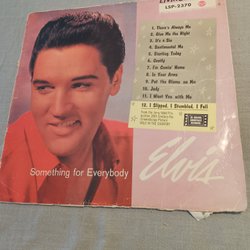 LIVING
LSP-2370
1. There's Always Me
2. Give Me the Right
3. It's a Sin
4. Sentimental Me
5. Starting Today
6. Gently
7. I'm Comin' Home
8. In Your Arms
9. Put the Blame on Me
10. Judy
11. I Want You with Me
12. I Slipped, I Stumbled, I Fell
Something for Everybody
Elvis